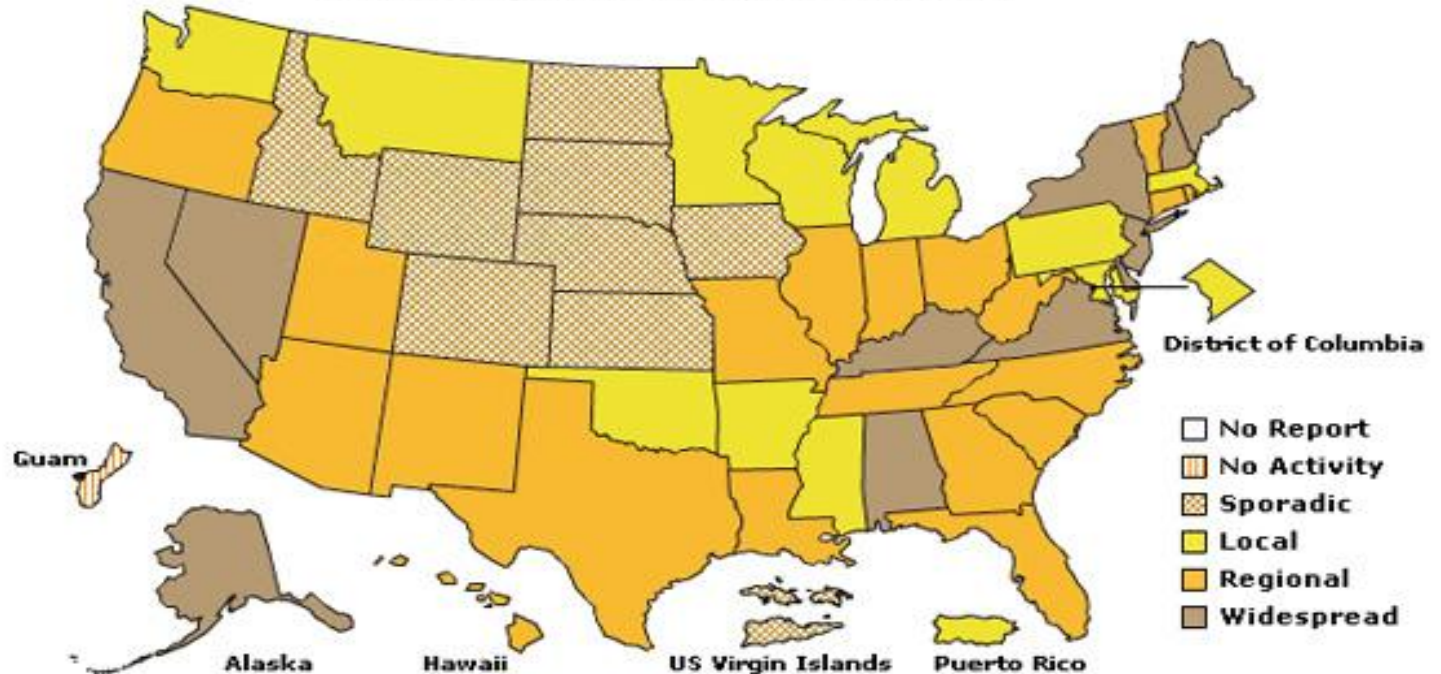 District of Columbia
No Report
Guam
No Activity
Sporadic
Local
Regional
Widespread
Alaska
Hawaii
US Virgin Islands
Puerto Rico